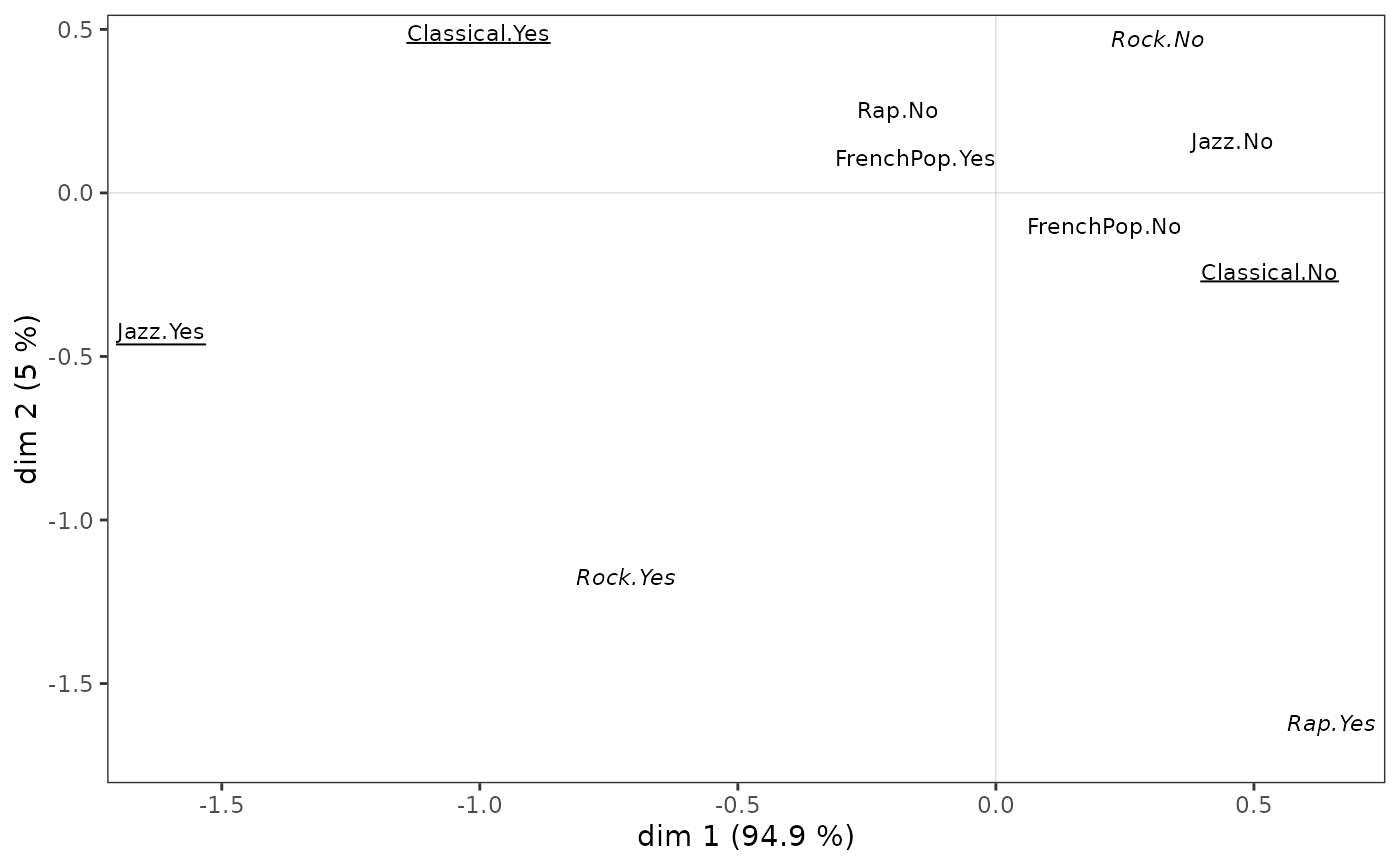 0.5
Classical.Yes
Rock.No
Rap.No
Jazz.No
FrenchPop.Yes
0.0
FrenchPop.No
Classical.No
Jazz.Yes
-0.5
dim 2 (5 %)
-1.0
Rock.Yes
-1.5
Rap.Yes
-1.5 -1.0 -0.5 0.0 0.5
dim 1 (94.9 %)